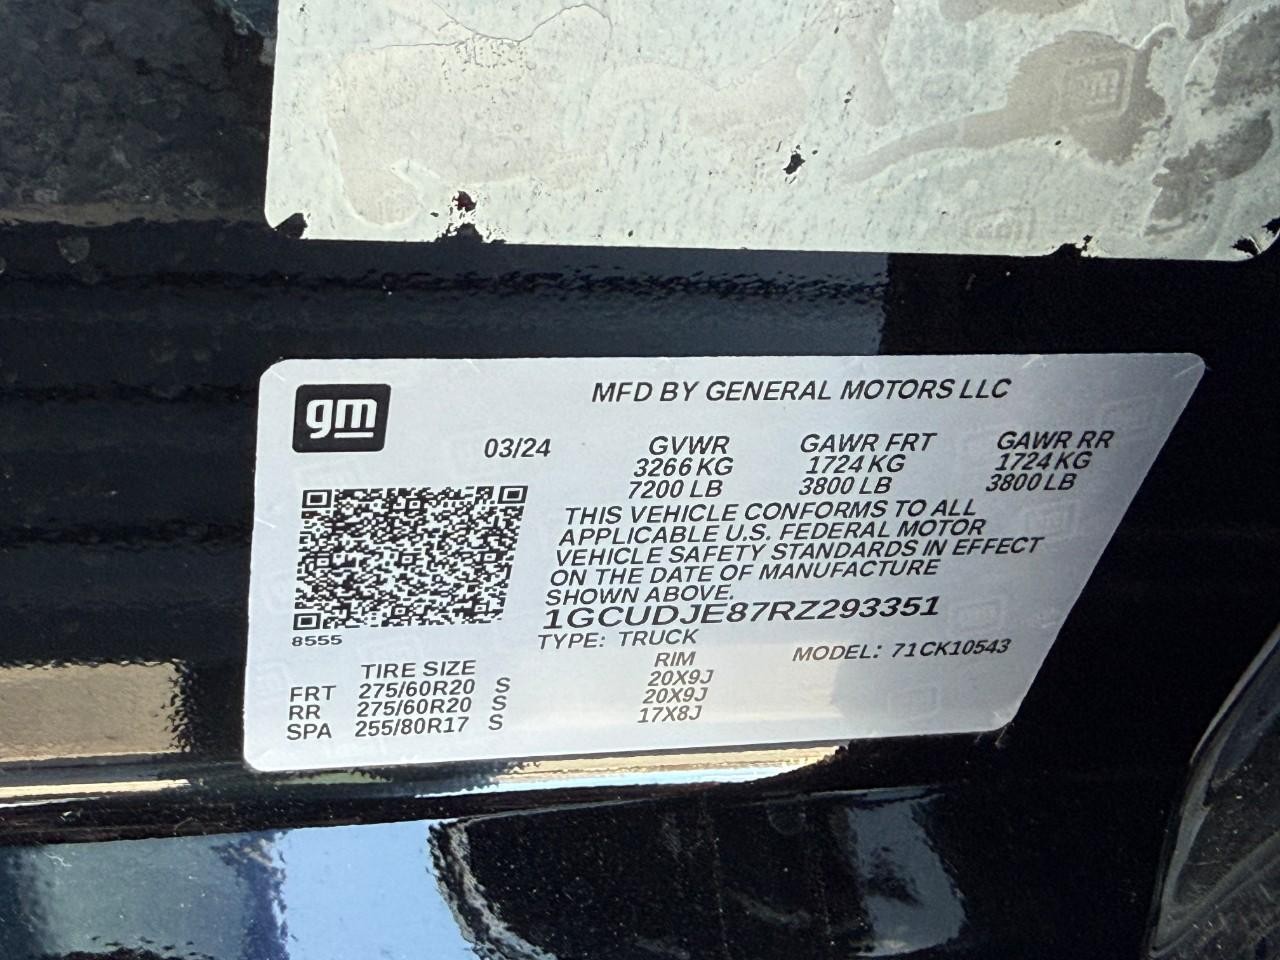 gm
MFD BY GENERAL MOTORS LLC
03/24 GVWR GAWR FRT GAWR RR
3266 KG 1724 KG 1724 KG
7200 LB 3800 LB 3800 LB
THIS VEHICLE CONFORMS TO ALL
APPLICABLE U.S. FEDERAL MOTOR
VEHICLE SAFETY STANDARDS IN EFFECT
ON THE DATE OF MANUFACTURE
SHOWN ABOVE.
1GCUDJE87RZ293351
8555
TYPE: TRUCK MODEL: 71CK10543
TIRE SIZE RIM
FRT 275/60R20 S 20X9J
RR 275/60R20 S 20X9J
SPA 255/80R17 S 17X8J